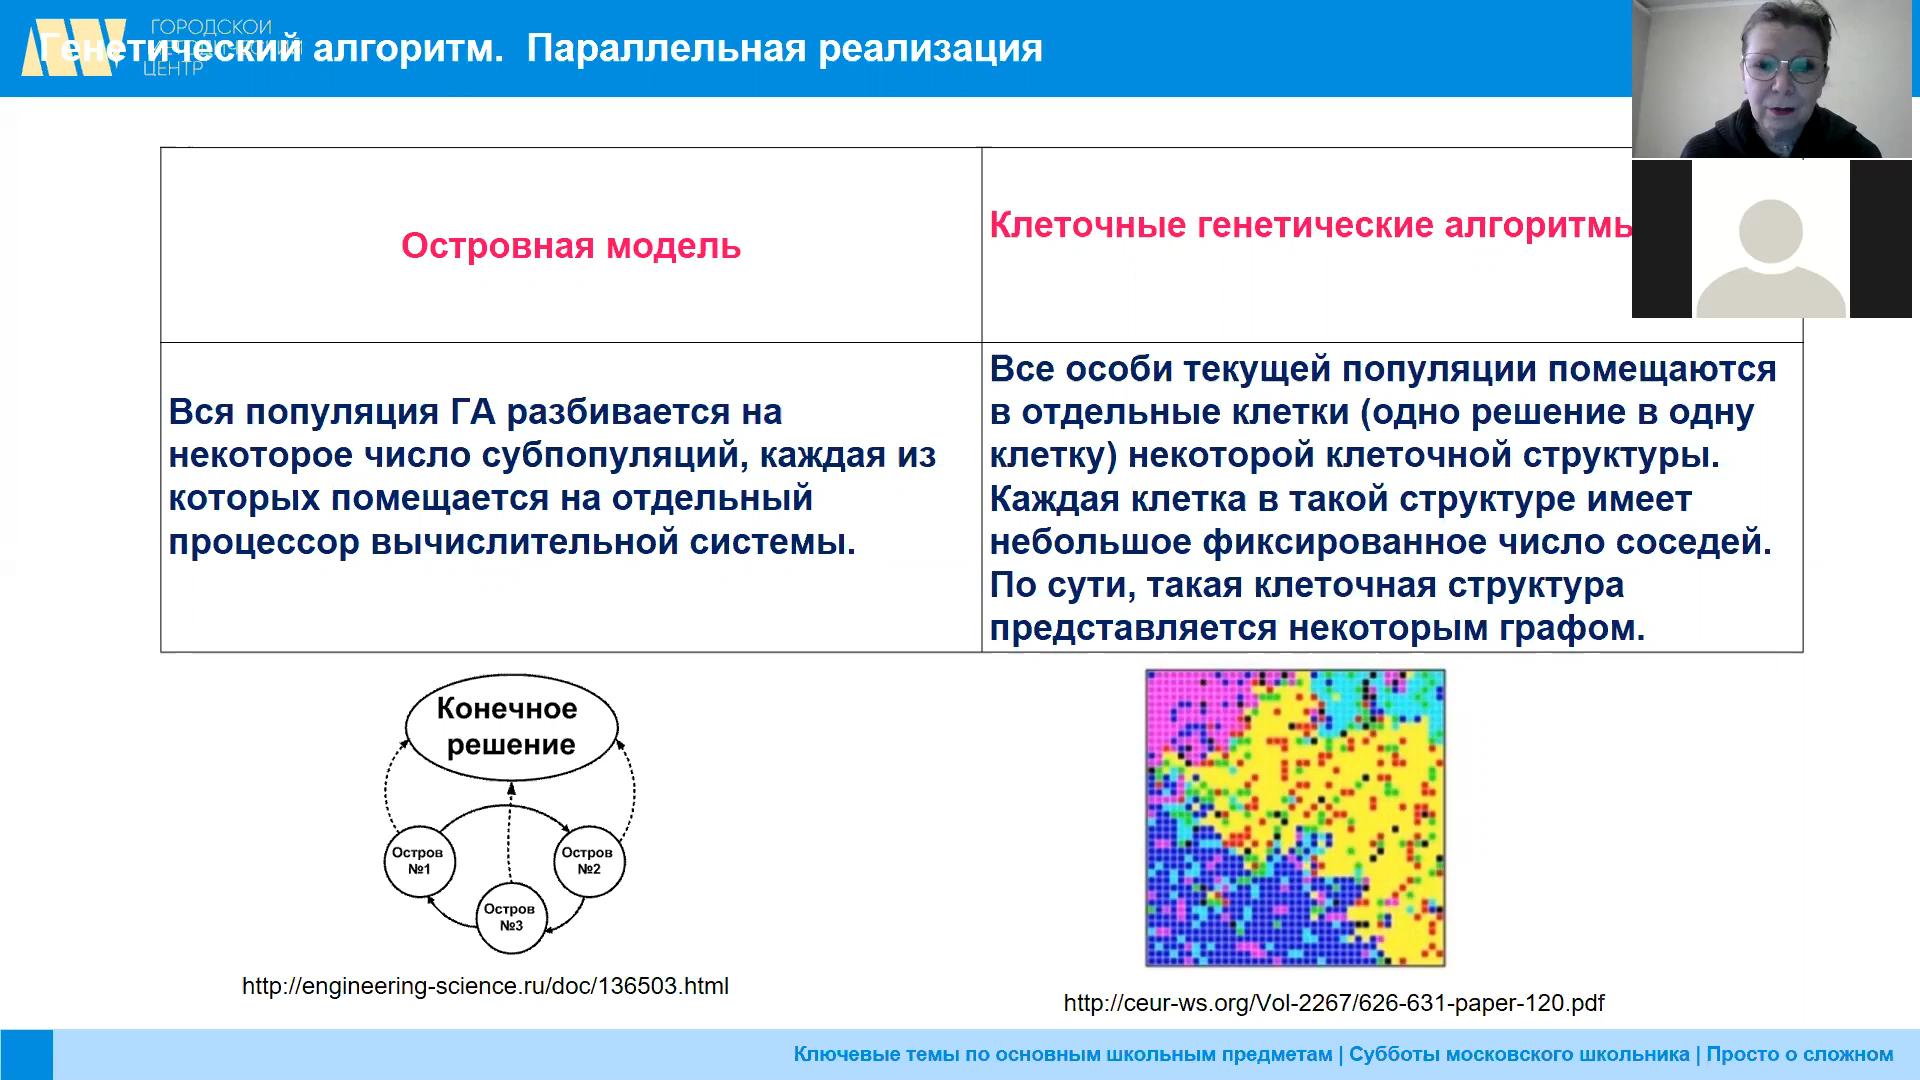 ГОРОДСКОЙ
ЦЕНТР
Генетический алгоритм. Параллельная реализация
Островная модель
Клеточные генетические алгоритмы
Вся популяция ГА разбивается на
некоторое число субпопуляций, каждая из
которых помещается на отдельный
процессор вычислительной системы.
Все особи текущей популяции помещаются
в отдельные клетки (одно решение в одну
клетку) некоторой клеточной структуры.
Каждая клетка в такой структуре имеет
небольшое фиксированное число соседей.
По сути, такая клеточная структура
представляется некоторым графом.
Конечное
решение
Остров
№1
Остров
№2
Остров
№3
http://engineering-science.ru/doc/136503.html
http://ceur-ws.org/Vol-2267/626-631-paper-120.pdf
Ключевые темы по основным школьным предметам | Субботы московского школьника | Просто о сложном